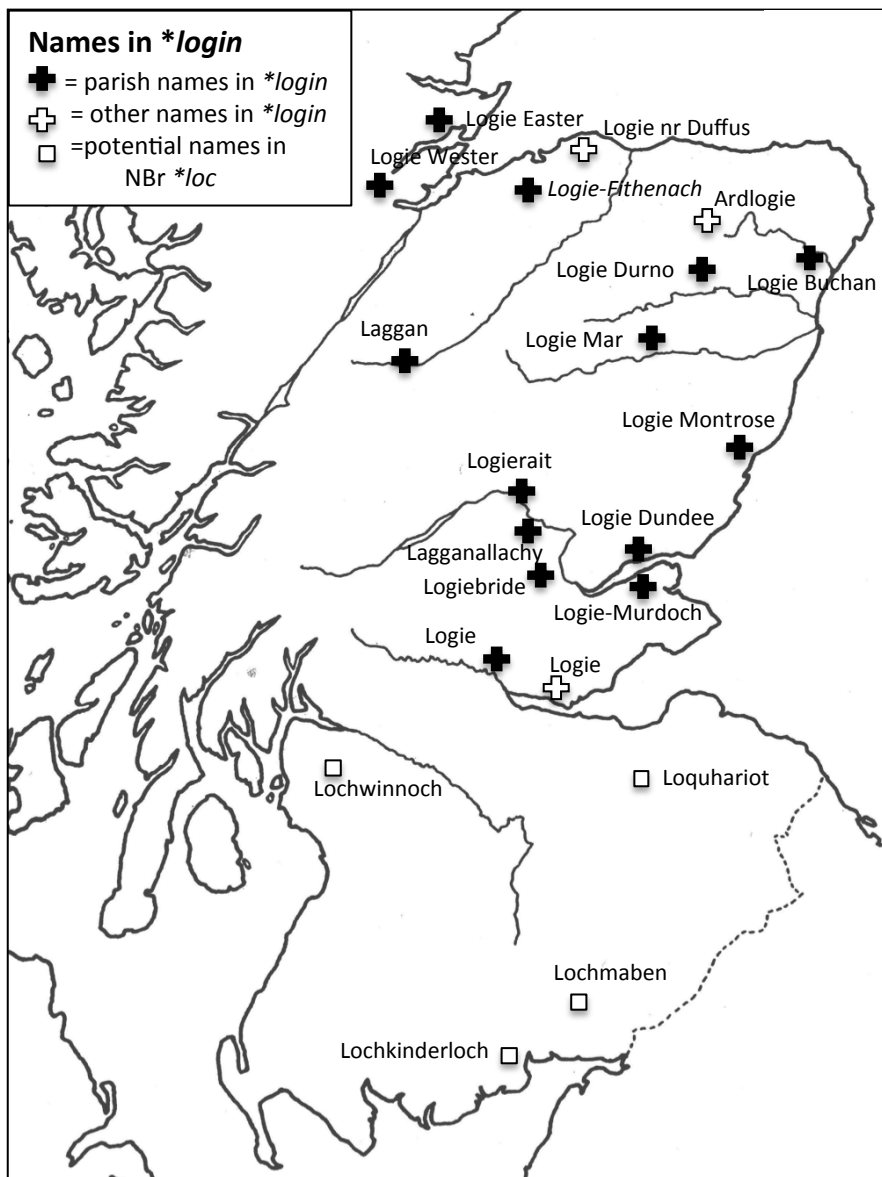 Names in *login
= parish names in *login
= other names in *login
=potential names in
NBr *loc
Logie Easter
Logie nr Duffus
Logie Wester
Logie-Fithenach
Ardlogie
Logie Durno
Logie Buchan
Laggan
Logie Mar
Logie Montrose
Logierait
Logie Dundee
Lagganallachy
Logiebride
Logie-Murdoch
Logie
Logie
Lochwinnoch
Loquhariot
Lochmaben
Lochkinderloch